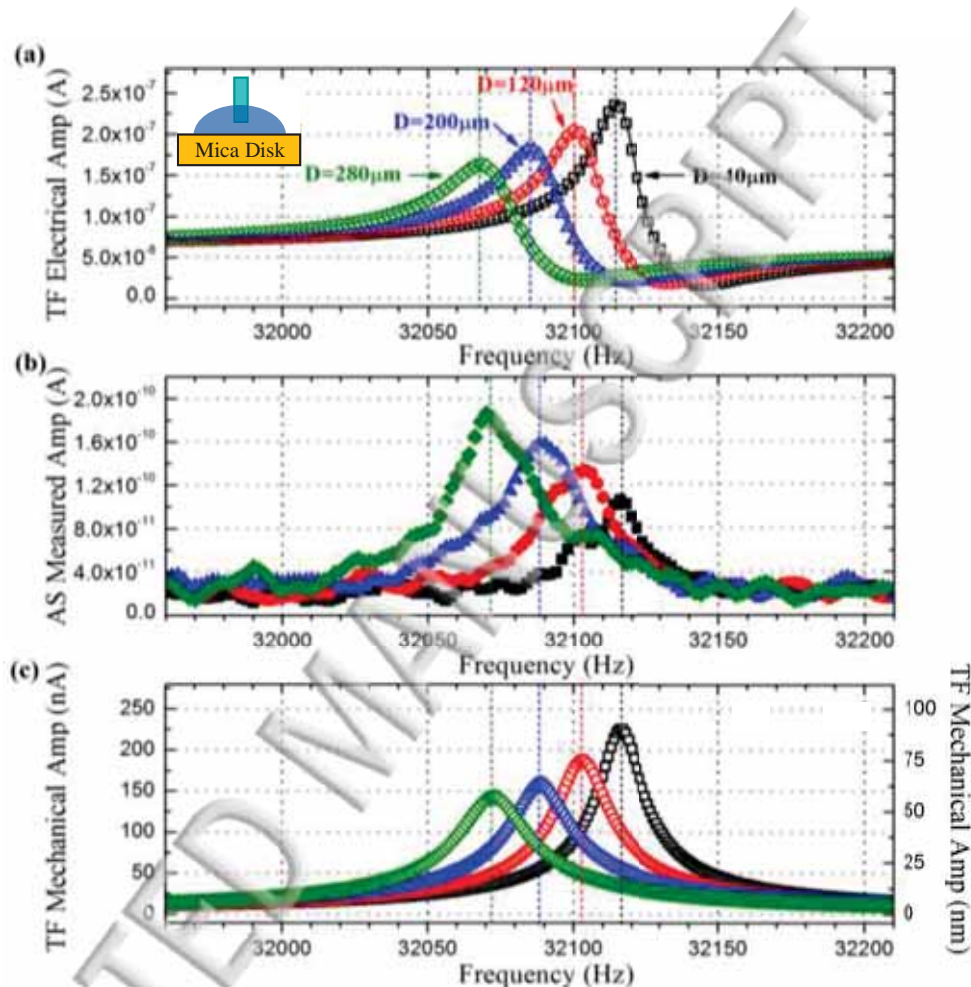 (a)
TF Electrical Amp (A)
2.5x10⁻⁷
2.0x10⁻⁷
1.5x10⁻⁷
1.0x10⁻⁷
5.0x10⁻⁸
0.0
Mica Disk
D=280μm
D=200μm
D=120μm
D=40μm
32000 32050 32100 32150 32200
Frequency (Hz)
(b)
AS Measured Amp (A)
2.0x10⁻¹⁰
1.6x10⁻¹⁰
1.2x10⁻¹⁰
8.0x10⁻¹¹
4.0x10⁻¹¹
0.0
32000 32050 32100 32150 32200
Frequency (Hz)
(c)
TF Mechanical Amp (nA)
250
200
150
100
50
0
TF Mechanical Amp (nm)
100
75
50
25
0
32000 32050 32100 32150 32200
Frequency (Hz)
TED MANUSCRIPT